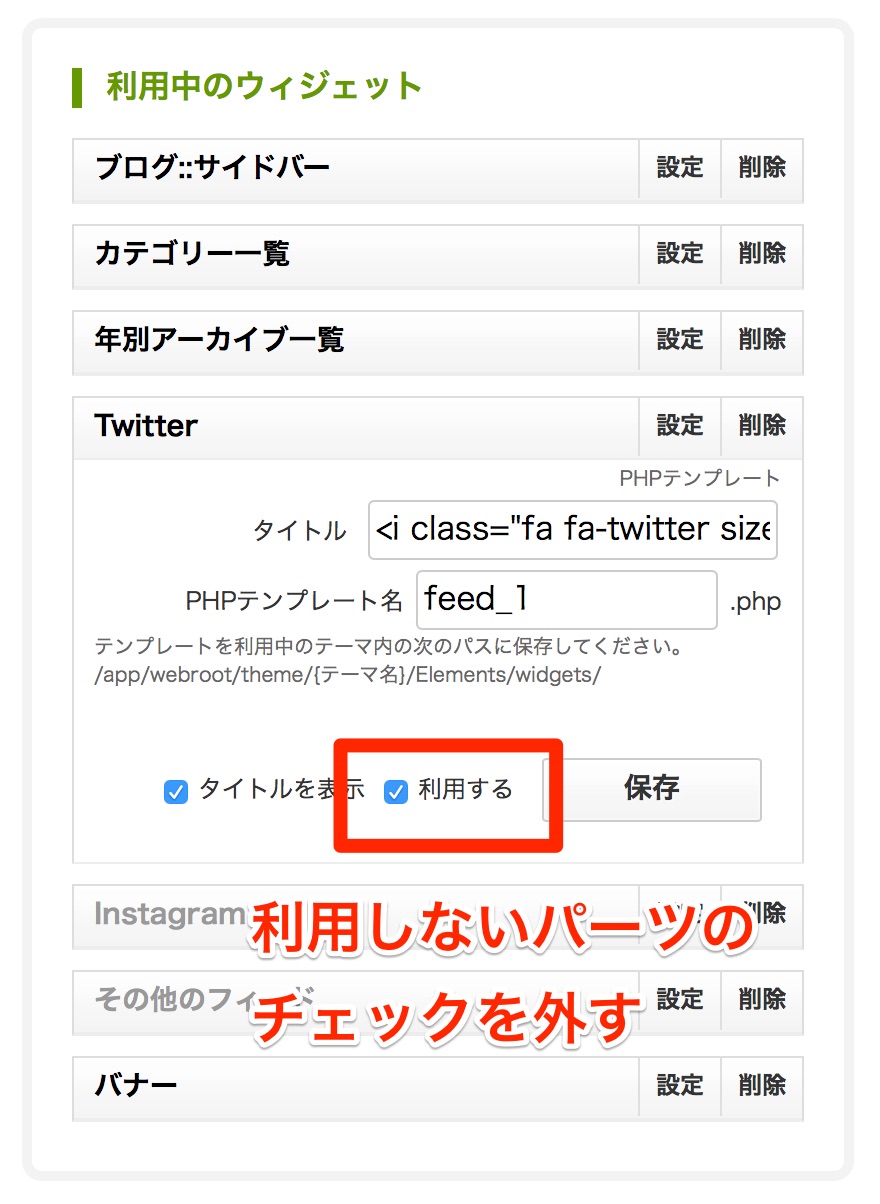 利用中のウィジェット
ブログ::サイドバー 設定 削除
カテゴリー一覧 設定 削除
年別アーカイブ一覧 設定 削除
Twitter 設定 削除
PHPテンプレート
タイトル <i class="fa fa-twitter size
PHPテンプレート名 feed_1 .php
テンプレートを利用中のテーマ内の次のパスに保存してください。
/app/webroot/theme/{テーマ名}/Elements/widgets/
タイトルを表示 利用する 保存
Instagram 削除
利用しないパーツの
その他のフィード 設定 削除
チェックを外す
バナー 設定 削除